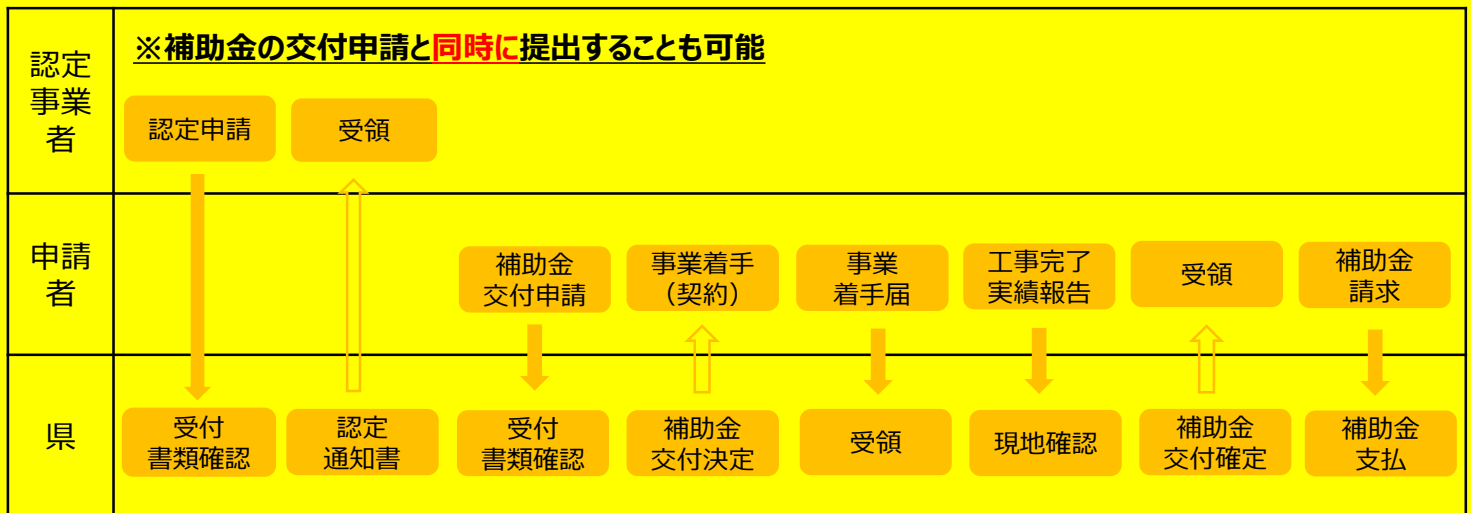 認定
事業
者
※補助金の交付申請と同時に提出することも可能
認定申請
受領
申請
者
補助金
交付申請
事業着手
（契約）
事業
着手届
工事完了
実績報告
受領
補助金
請求
県
受付
書類確認
認定
通知書
受付
書類確認
補助金
交付決定
受領
現地確認
補助金
交付確定
補助金
支払